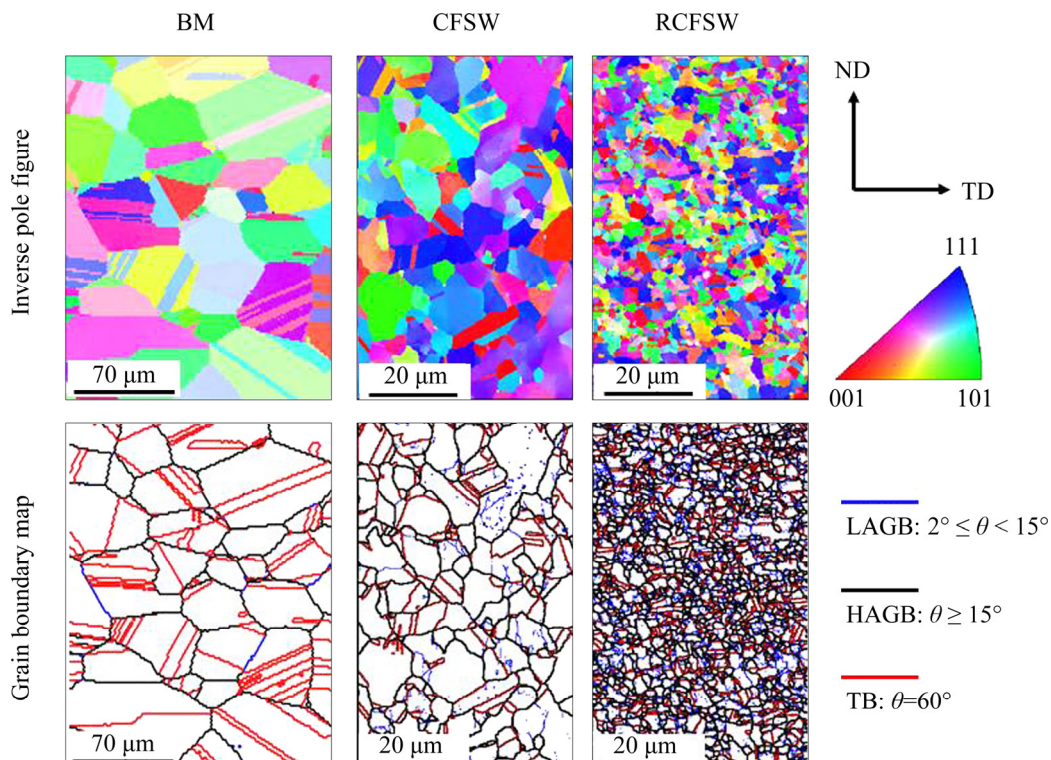 BM CFSW RCFSW
Inverse pole figure
70 μm 20 μm 20 μm
ND
TD
111
001 101
Grain boundary map
70 μm 20 μm 20 μm
LAGB: 2° ≤ θ < 15°
HAGB: θ ≥ 15°
TB: θ=60°